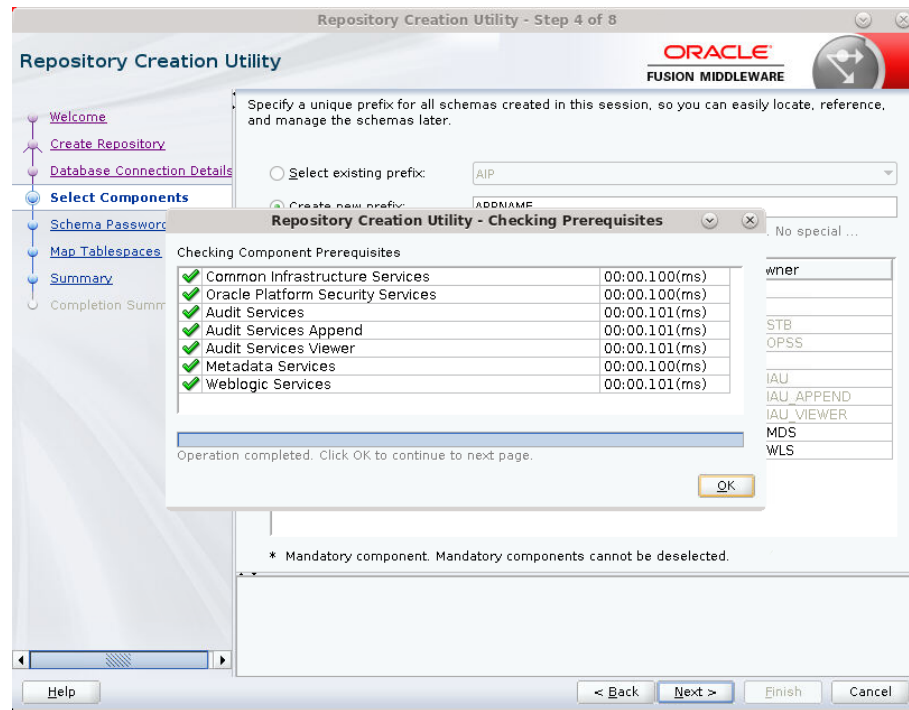 Repository Creation Utility - Step 4 of 8
Repository Creation Utility
ORACLE
FUSION MIDDLEWARE
Welcome
Create Repository
Database Connection Details
Select Components
Schema Password
Map Tablespaces
Summary
Completion Summ
Specify a unique prefix for all schemas created in this session, so you can easily locate, reference,
and manage the schemas later.
Select existing prefix:
AIP
Create new prefix:
APPNAME
. No special ...
wner
STB
OPSS
IAU
IAU_APPEND
IAU_VIEWER
MDS
WLS
Repository Creation Utility - Checking Prerequisites
Checking Component Prerequisites
Common Infrastructure Services 00:00.100(ms)
Oracle Platform Security Services 00:00.100(ms)
Audit Services 00:00.101(ms)
Audit Services Append 00:00.101(ms)
Audit Services Viewer 00:00.101(ms)
Metadata Services 00:00.100(ms)
Weblogic Services 00:00.101(ms)
Operation completed. Click OK to continue to next page.
OK
* Mandatory component. Mandatory components cannot be deselected.
Help
< Back
Next >
Finish
Cancel